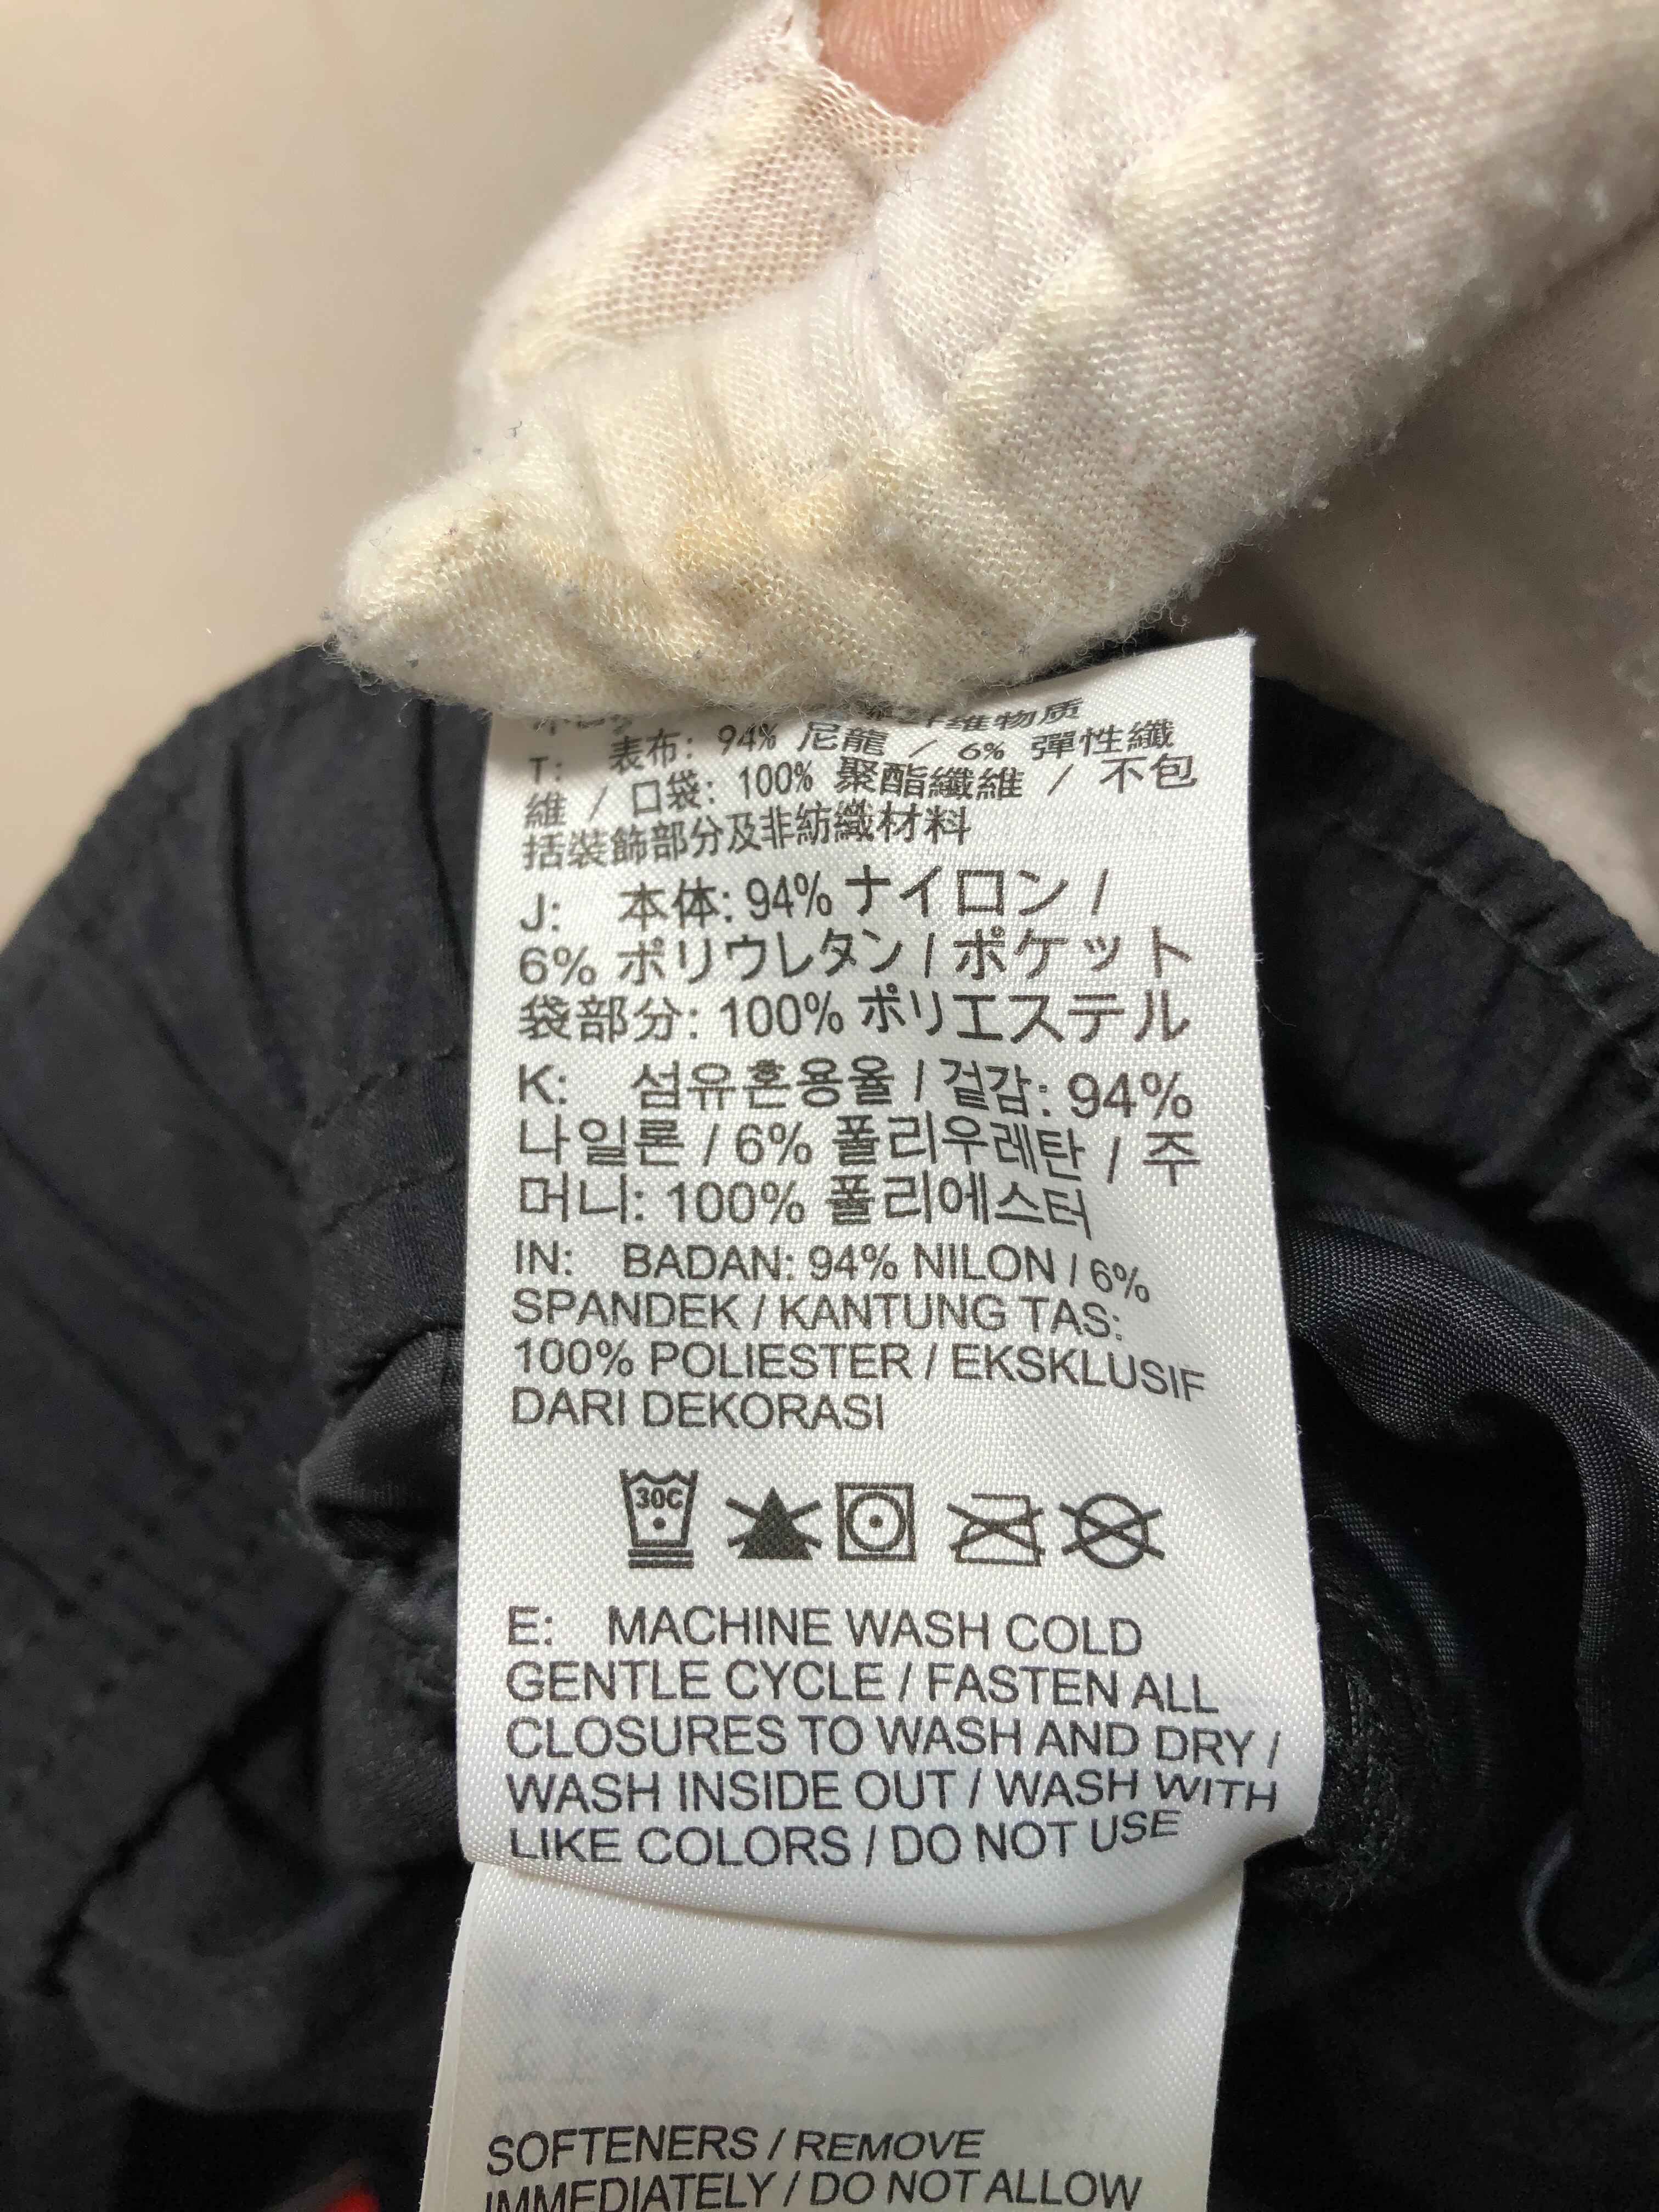 維物质
T: 表布: 94% 尼龍 / 6% 彈性纖
維 / 口袋: 100% 聚酯纖維 / 不包
括裝飾部分及非紡織材料
J: 本体: 94% ナイロン /
6% ポリウレタン / ポケット
袋部分: 100% ポリエステル
K: 섬유혼용율 / 겉감: 94%
나일론 / 6% 폴리우레탄 / 주
머니: 100% 폴리에스터
IN: BADAN: 94% NILON / 6%
SPANDEK / KANTUNG TAS:
100% POLIESTER / EKSKLUSIF
DARI DEKORASI
30C
E: MACHINE WASH COLD
GENTLE CYCLE / FASTEN ALL
CLOSURES TO WASH AND DRY /
WASH INSIDE OUT / WASH WITH
LIKE COLORS / DO NOT USE
SOFTENERS / REMOVE
IMMEDIATELY / DO NOT ALLOW